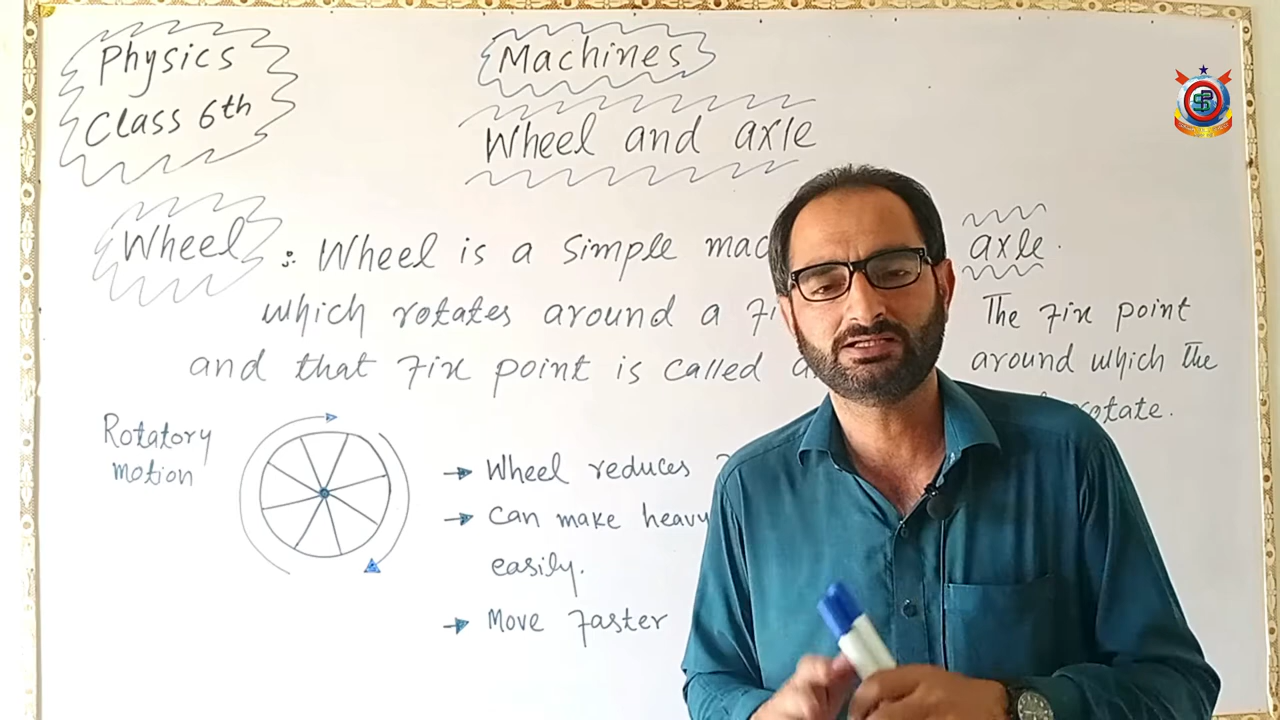 Physics
Class 6th
Machines
Wheel and axle
Wheel : Wheel is a simple
which rotates around a
and that fix point is called
axle.
The fix point
around which the
rotate.
Rotatory
motion
→ Wheel reduces
→ Can make heavy
easily.
→ Move faster